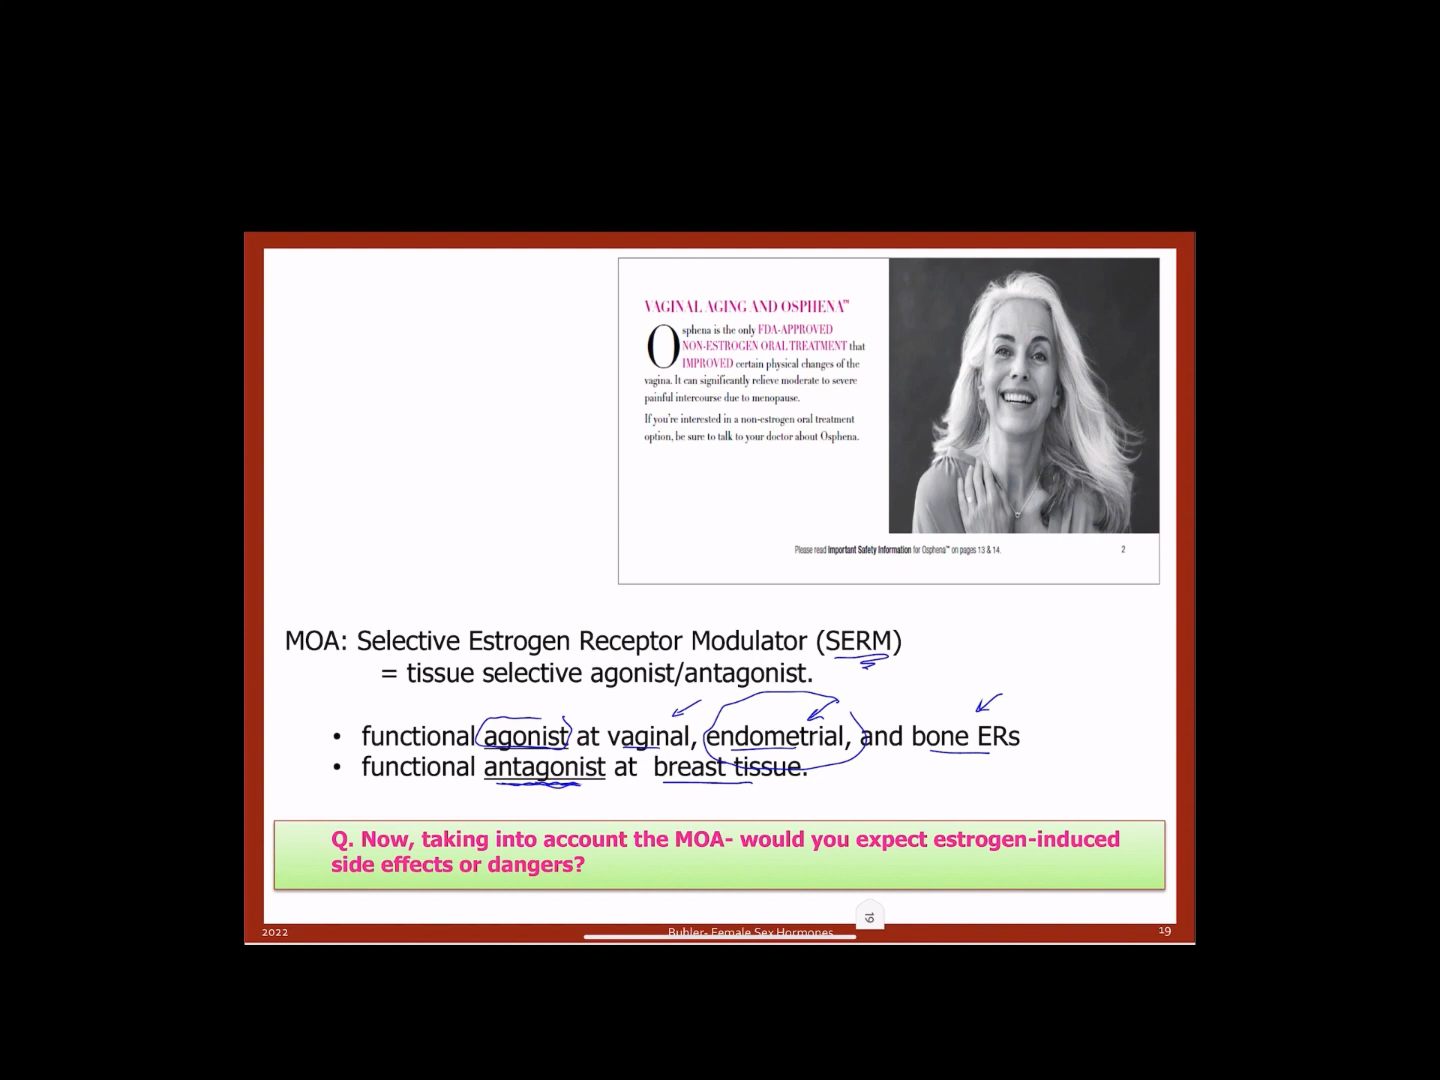 VAGINAL AGING AND OSPHENA™
Osphena is the only FDA-APPROVED
NON-ESTROGEN ORAL TREATMENT that
IMPROVED certain physical changes of the
vagina. It can significantly relieve moderate to severe
painful intercourse due to menopause.
If you're interested in a non-estrogen oral treatment
option, be sure to talk to your doctor about Osphena.
Please read Important Safety Information for Osphena™ on pages 13 & 14.
2
MOA: Selective Estrogen Receptor Modulator (SERM)
= tissue selective agonist/antagonist.
• functional agonist at vaginal, endometrial, and bone ERs
• functional antagonist at breast tissue.
Q. Now, taking into account the MOA- would you expect estrogen-induced
side effects or dangers?
19
2022
Buhler- Female Sex Hormones
19